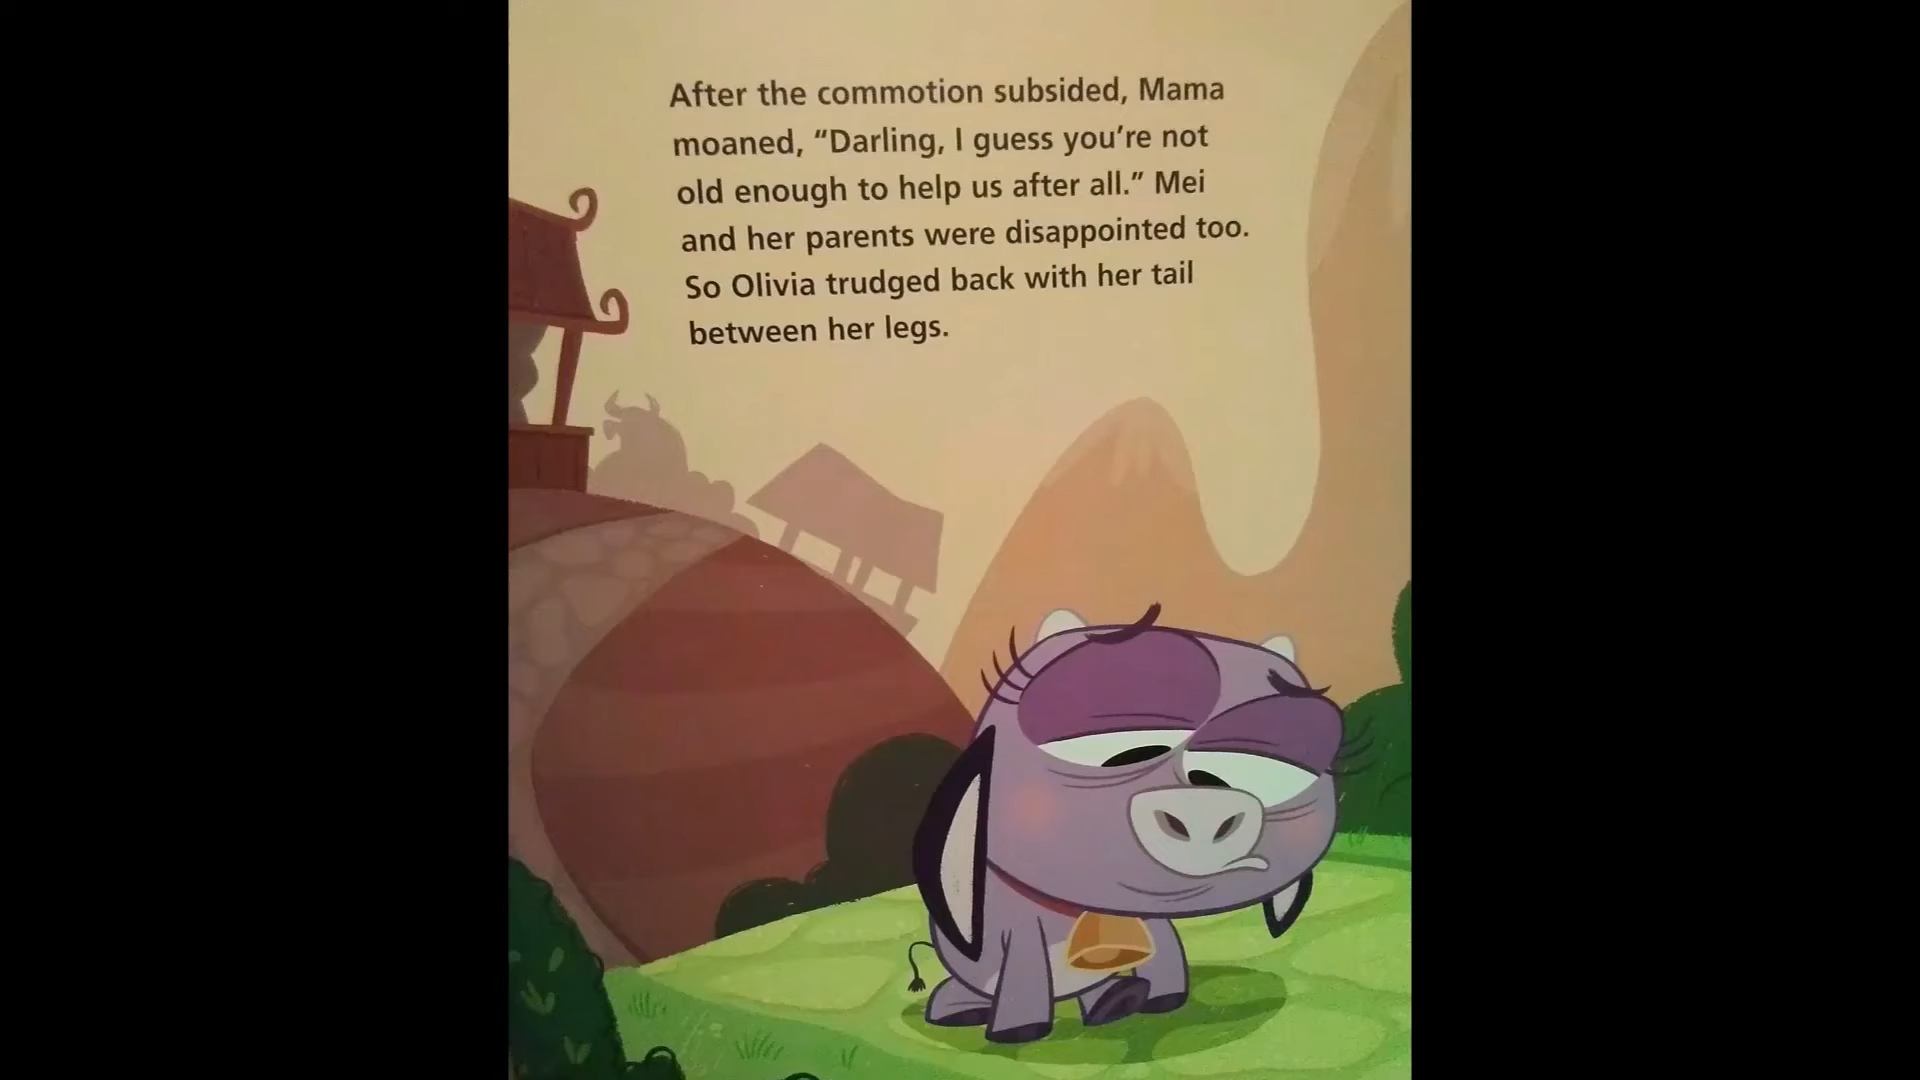 After the commotion subsided, Mama
moaned, “Darling, I guess you’re not
old enough to help us after all.” Mei
and her parents were disappointed too.
So Olivia trudged back with her tail
between her legs.